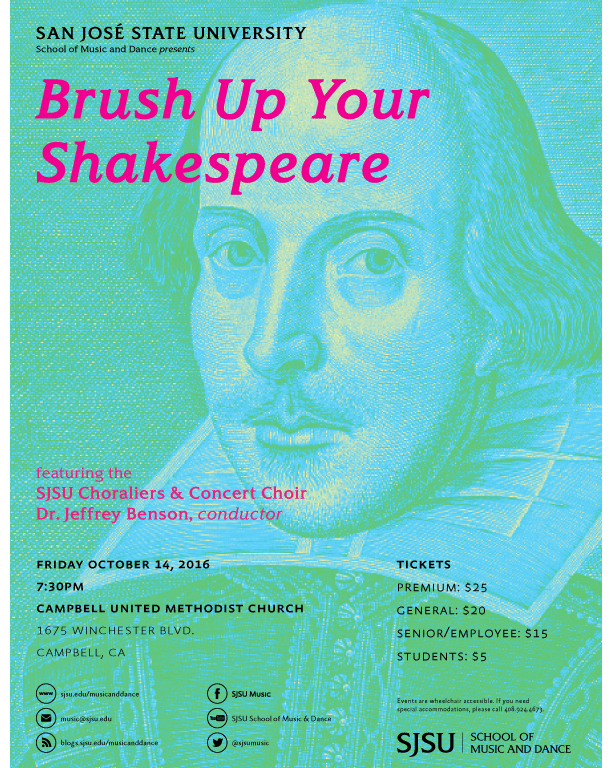 SAN JOSÉ STATE UNIVERSITY
School of Music and Dance presents
Brush Up Your
Shakespeare
featuring the
SJSU Choraliers & Concert Choir
Dr. Jeffrey Benson, conductor
FRIDAY OCTOBER 14, 2016
7:30PM
CAMPBELL UNITED METHODIST CHURCH
1675 WINCHESTER BLVD.
CAMPBELL, CA
TICKETS
PREMIUM: $25
GENERAL: $20
SENIOR/EMPLOYEE: $15
STUDENTS: $5
www sjsu.edu/musicanddance
music@sjsu.edu
blogs.sjsu.edu/musicanddance
f SJSU Music
YouTube SJSU School of Music & Dance
@sjsumusic
Events are wheelchair accessible. If you need
special accommodations, please call 408-924-4673.
SJSU SCHOOL OF
MUSIC AND DANCE